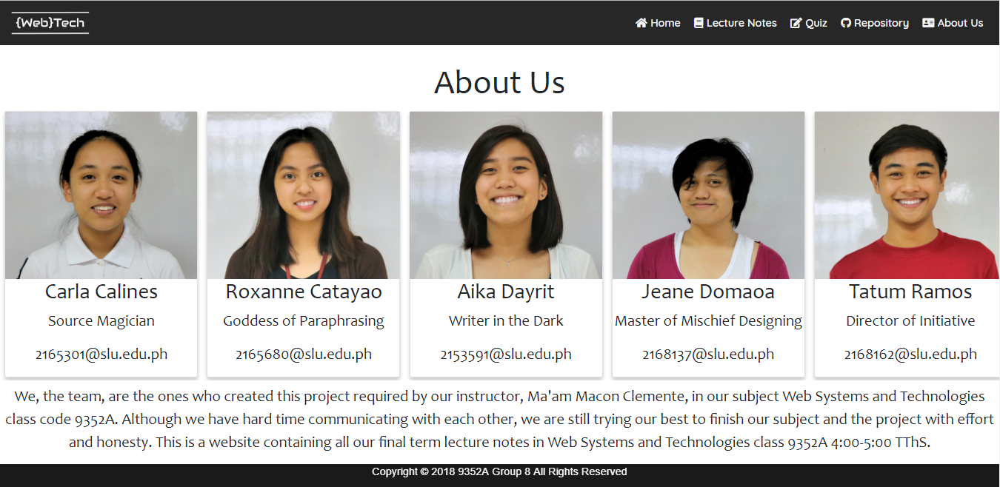 {Web}Tech
Home Lecture Notes Quiz Repository About Us
About Us
Carla Calines
Source Magician
2165301@slu.edu.ph
Roxanne Catayao
Goddess of Paraphrasing
2165680@slu.edu.ph
Aika Dayrit
Writer in the Dark
2153591@slu.edu.ph
Jeane Domaoa
Master of Mischief Designing
2168137@slu.edu.ph
Tatum Ramos
Director of Initiative
2168162@slu.edu.ph
We, the team, are the ones who created this project required by our instructor, Ma'am Macon Clemente, in our subject Web Systems and Technologies
class code 9352A. Although we have hard time communicating with each other, we are still trying our best to finish our subject and the project with effort
and honesty. This is a website containing all our final term lecture notes in Web Systems and Technologies class 9352A 4:00-5:00 TThS.
Copyright © 2018 9352A Group 8 All Rights Reserved